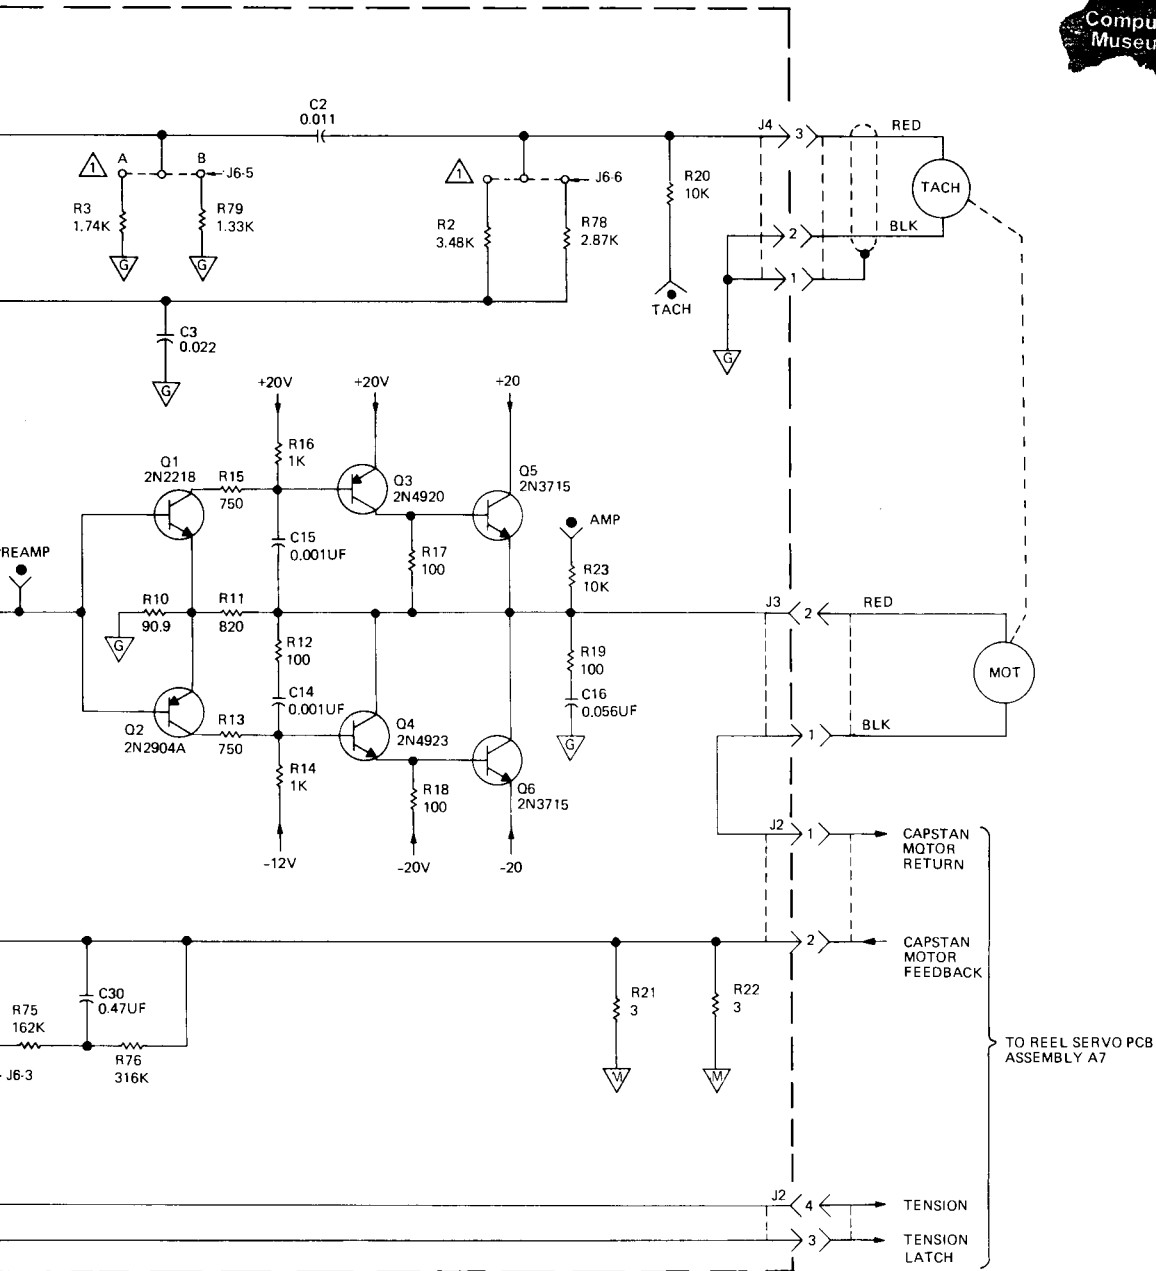 Compu
Museu
C2
0.011
J4
3
RED
1
A
B
J6-5
1
J6-6
R20
10K
TACH
R3
1.74K
R79
1.33K
R2
3.48K
R78
2.87K
2
BLK
G
G
1
TACH
C3
0.022
G
G
+20V
+20V
+20
R16
1K
Q1
2N2218
R15
750
Q3
2N4920
Q5
2N3715
AMP
C15
0.001UF
R17
100
REAMP
R23
10K
R10
90.9
R11
820
J3
2
RED
G
R12
100
R19
100
MOT
C14
0.001UF
C16
0.056UF
Q2
2N2904A
R13
750
Q4
2N4923
G
1
BLK
R14
1K
R18
100
Q6
2N3715
-12V
-20V
-20
J2
1
CAPSTAN
MOTOR
RETURN
2
CAPSTAN
MOTOR
FEEDBACK
C30
0.47UF
R75
162K
R21
3
R22
3
R76
316K
J6-3
M
M
TO REEL SERVO PCB
ASSEMBLY A7
J2
4
TENSION
3
TENSION
LATCH